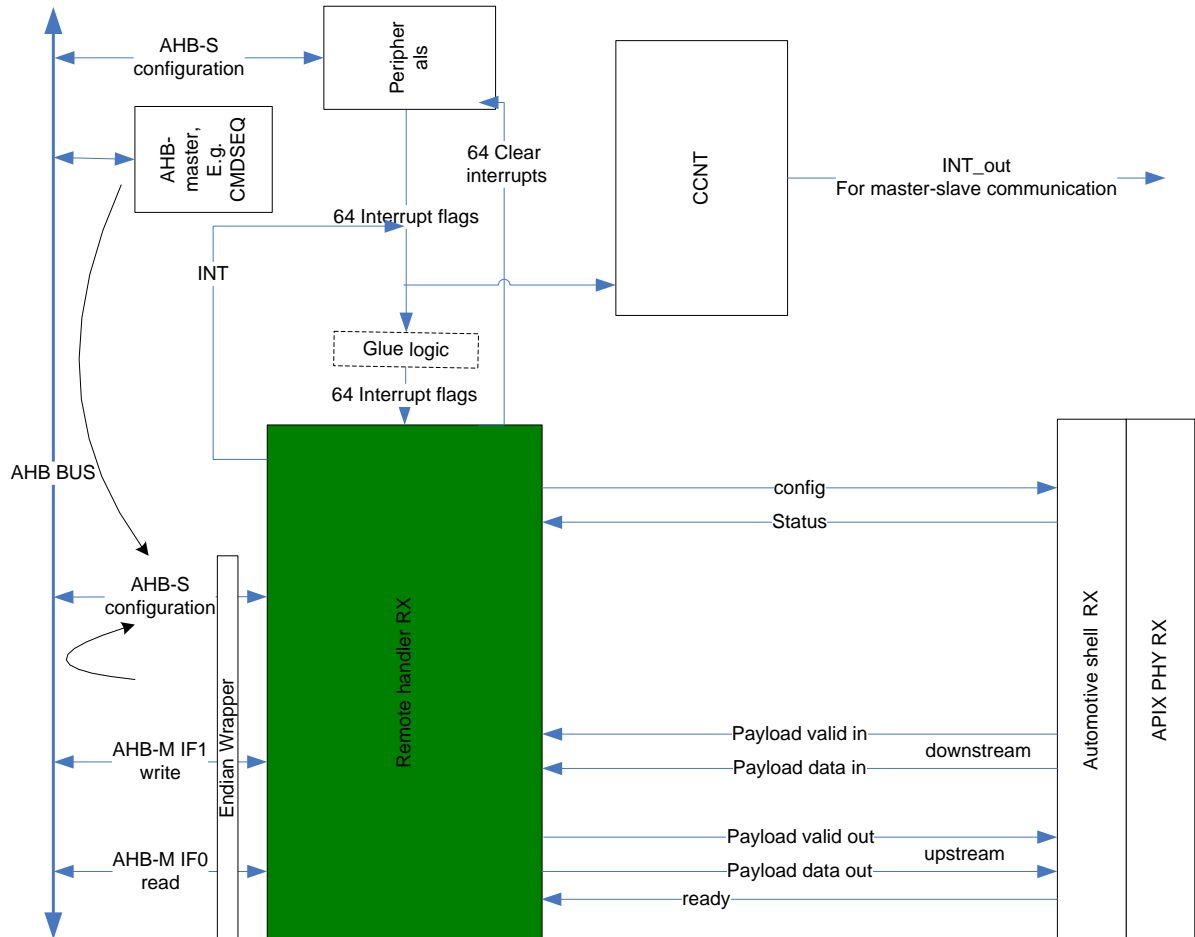 AHB-S
configuration
Peripher
als
AHB-
master,
E.g.
CMDSEQ
64 Clear
interrupts
CCNT
INT_out
For master-slave communication
64 Interrupt flags
INT
Glue logic
64 Interrupt flags
AHB BUS
config
Status
AHB-S
configuration
Endian Wrapper
Remote handler RX
Automotive shell RX
APIX PHY RX
AHB-M IF1
write
Payload valid in
downstream
Payload data in
AHB-M IF0
read
Payload valid out
upstream
Payload data out
ready